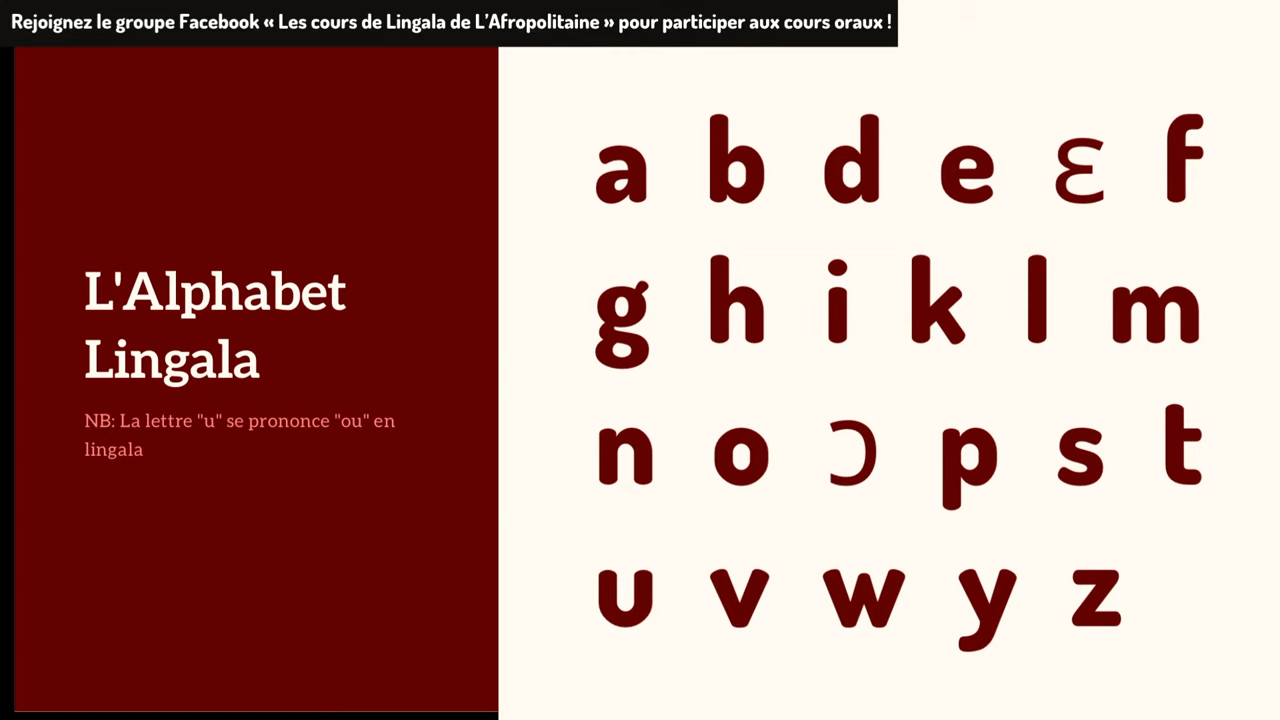 Rejoignez le groupe Facebook « Les cours de Lingala de L’Afropolitaine » pour participer aux cours oraux !
L'Alphabet
Lingala
NB: La lettre "u" se prononce "ou" en
lingala
a b d e ɛ f
g h i k l m
n o ɔ p s t
u v w y z